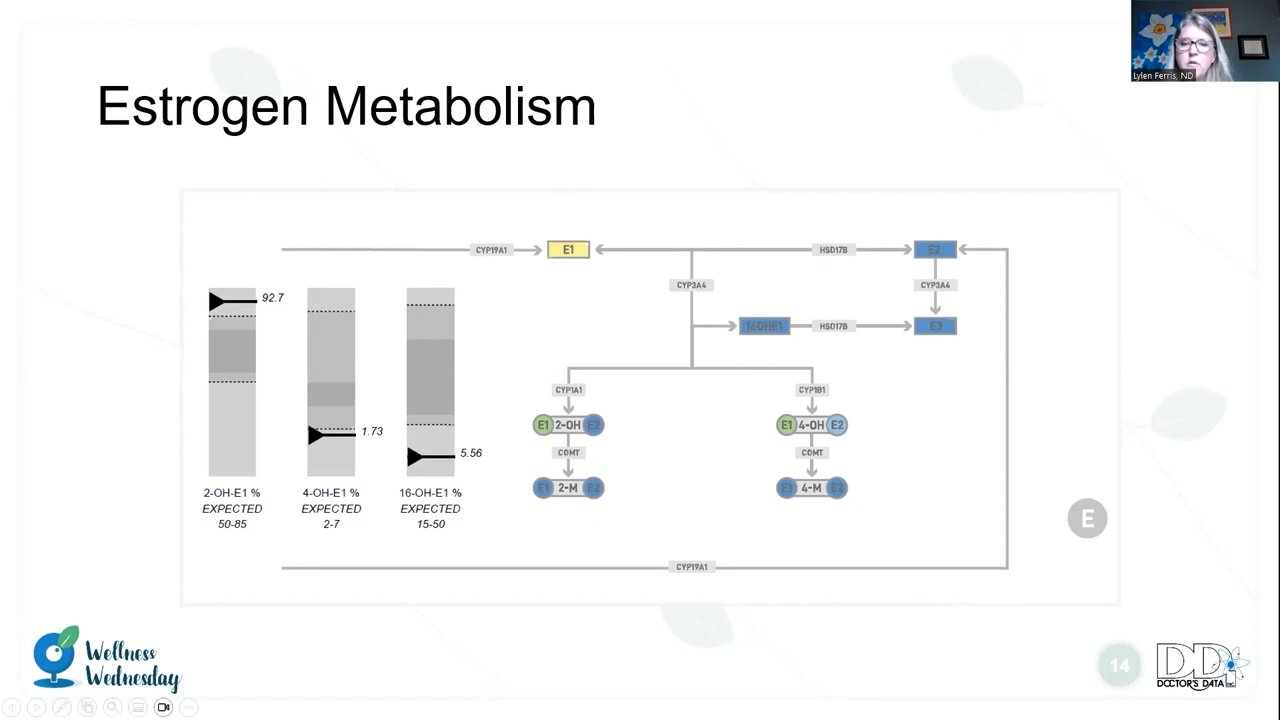 Lylen Ferris, ND
Estrogen Metabolism
CYP19A1
E1
HSD17B
E2
CYP3A4
CYP3A4
16OHE1
HSD17B
E3
92.7
1.73
5.56
CYP1A1
CYP1B1
E1 2-OH E2
E1 4-OH E2
COMT
COMT
E1 2-M E2
E1 4-M E2
2-OH-E1 %
EXPECTED
50-85
4-OH-E1 %
EXPECTED
2-7
16-OH-E1 %
EXPECTED
15-50
E
CYP19A1
Wellness
Wednesday
14
DDI
DOCTOR'S DATA INC